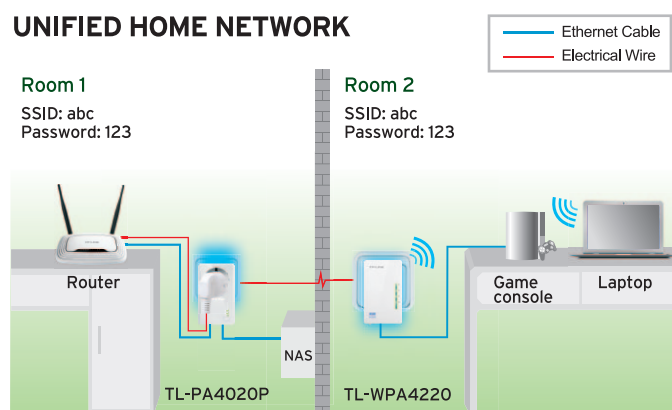 UNIFIED HOME NETWORK
Ethernet Cable
Electrical Wire
Room 1
SSID: abc
Password: 123
Room 2
SSID: abc
Password: 123
Router
NAS
Game
console
Laptop
TL-PA4020P
TL-WPA4220